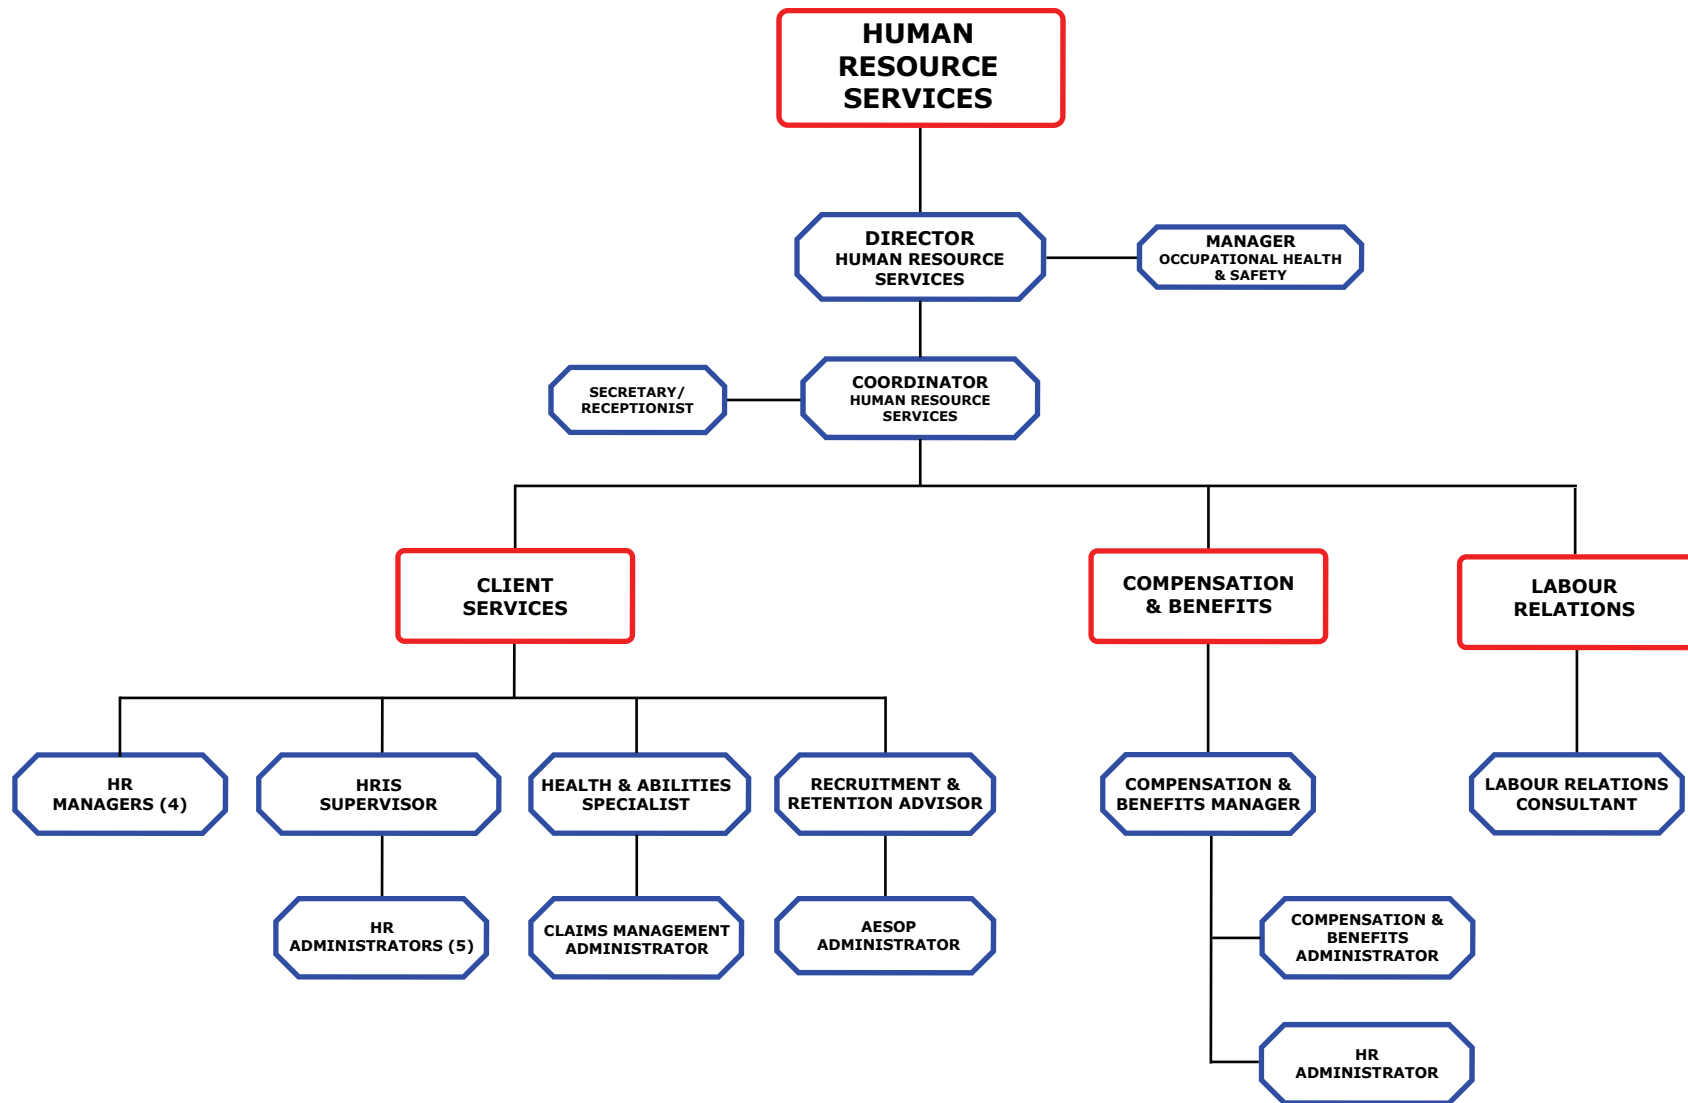 HUMAN
RESOURCE
SERVICES
DIRECTOR
HUMAN RESOURCE
SERVICES
MANAGER
OCCUPATIONAL HEALTH
& SAFETY
SECRETARY/
RECEPTIONIST
COORDINATOR
HUMAN RESOURCE
SERVICES
CLIENT
SERVICES
COMPENSATION
& BENEFITS
LABOUR
RELATIONS
HR
MANAGERS (4)
HRIS
SUPERVISOR
HEALTH & ABILITIES
SPECIALIST
RECRUITMENT &
RETENTION ADVISOR
COMPENSATION &
BENEFITS MANAGER
LABOUR RELATIONS
CONSULTANT
HR
ADMINISTRATORS (5)
CLAIMS MANAGEMENT
ADMINISTRATOR
AESOP
ADMINISTRATOR
COMPENSATION &
BENEFITS
ADMINISTRATOR
HR
ADMINISTRATOR